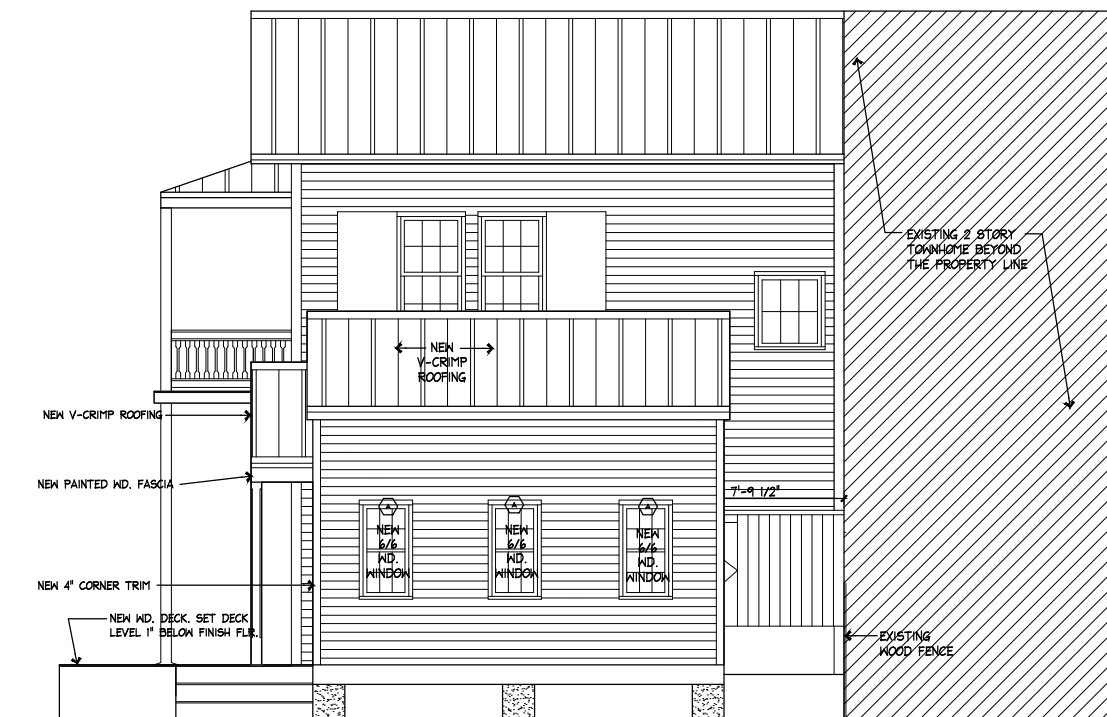 EXISTING 2 STORY
TOWNHOME BEYOND
THE PROPERTY LINE
NEW
V-CRIMP
ROOFING
NEW V-CRIMP ROOFING
NEW PAINTED WD. FASCIA
7'-9 1/2"
NEW
6/6
WD.
WINDOW
NEW
6/6
WD.
WINDOW
NEW
6/6
WD.
WINDOW
NEW 4" CORNER TRIM
NEW WD. DECK. SET DECK
LEVEL 1" BELOW FINISH FLR.
EXISTING
WOOD FENCE